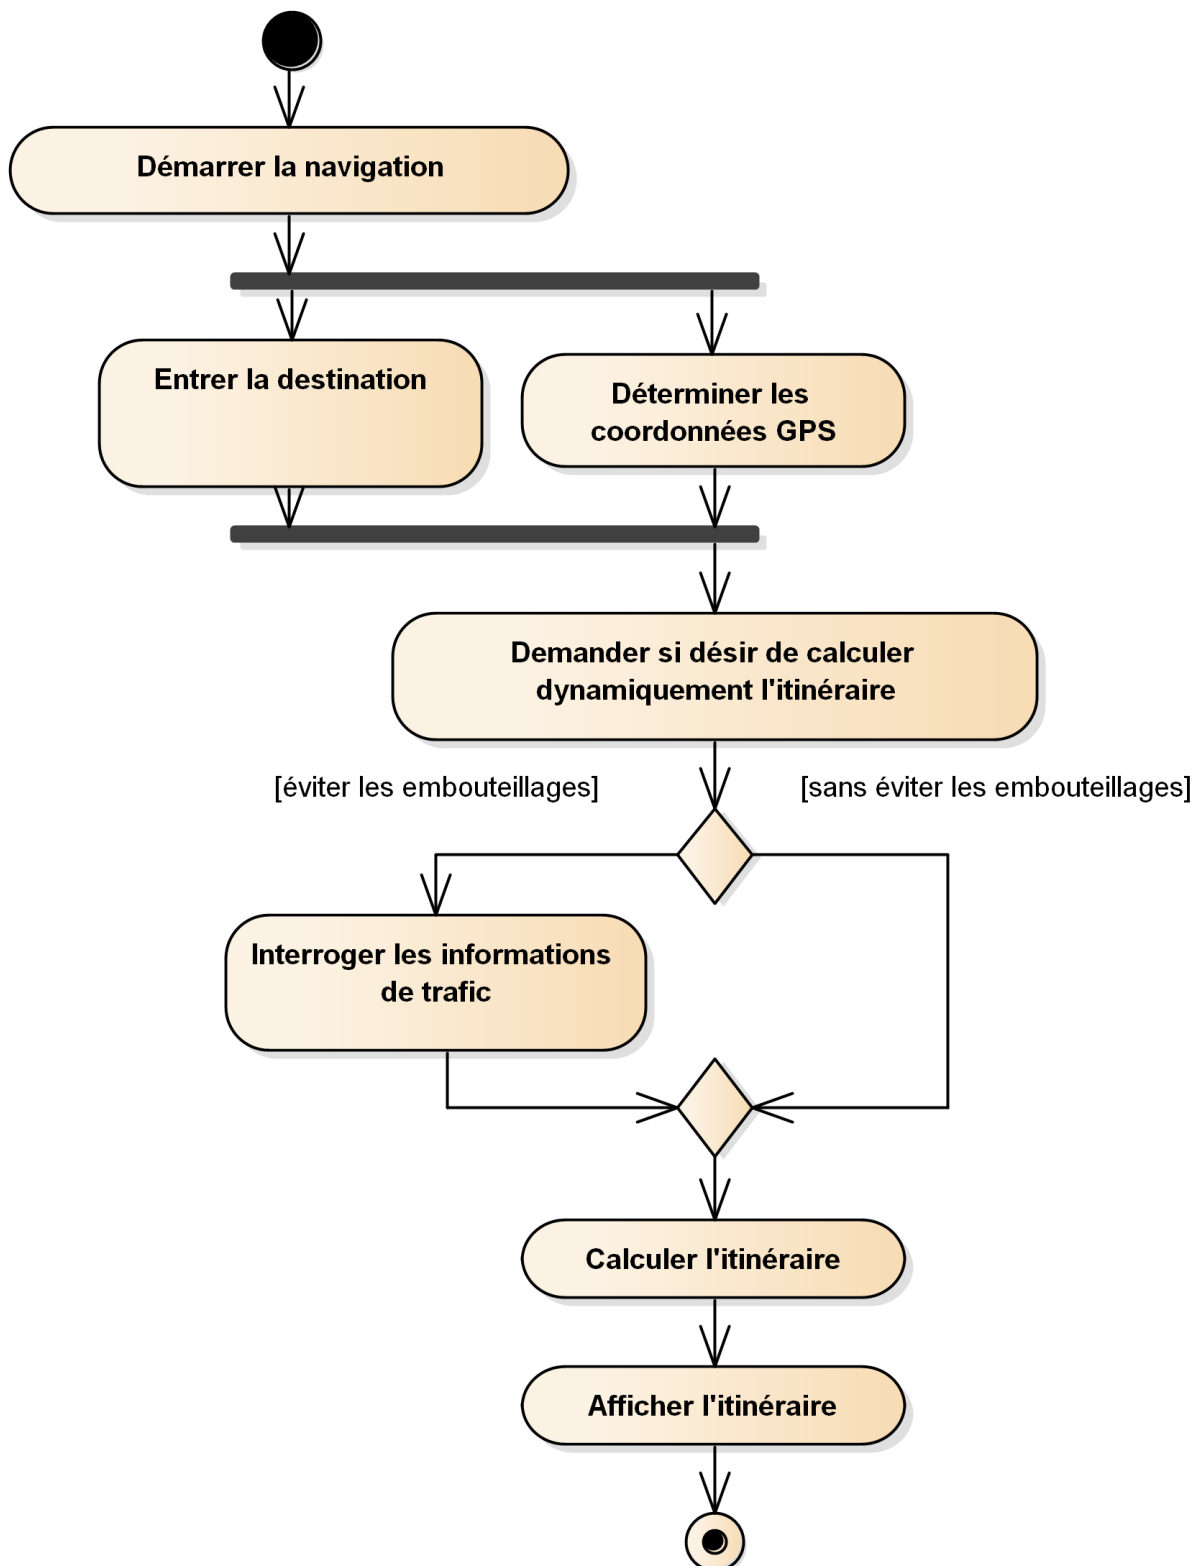 Démarrer la navigation
Entrer la destination
Déterminer les
coordonnées GPS
Demander si désir de calculer
dynamiquement l'itinéraire
[éviter les embouteillages]
[sans éviter les embouteillages]
Interroger les informations
de trafic
Calculer l'itinéraire
Afficher l'itinéraire